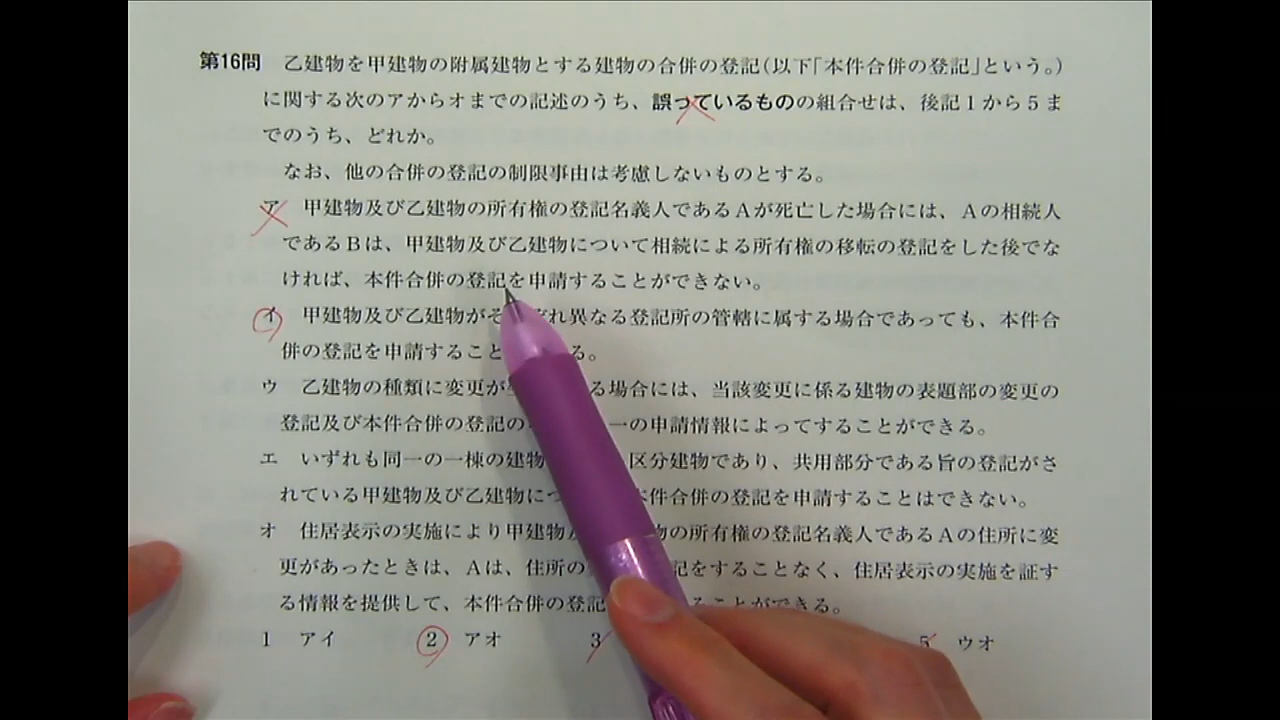 第16問 乙建物を甲建物の附属建物とする建物の合併の登記(以下「本件合併の登記」という。)
に関する次のアからオまでの記述のうち、誤っているものの組合せは、後記1から5ま
でのうち、どれか。
なお、他の合併の登記の制限事由は考慮しないものとする。
ア 甲建物及び乙建物の所有権の登記名義人であるAが死亡した場合には、Aの相続人
であるBは、甲建物及び乙建物について相続による所有権の移転の登記をした後でな
ければ、本件合併の登記を申請することができない。
イ 甲建物及び乙建物がそ れ異なる登記所の管轄に属する場合であっても、本件合
併の登記を申請すること る。
ウ 乙建物の種類に変更が る場合には、当該変更に係る建物の表題部の変更の
登記及び本件合併の登記の 一の申請情報によってすることができる。
エ いずれも同一の一棟の建物 区分建物であり、共用部分である旨の登記がさ
れている甲建物及び乙建物に 本件合併の登記を申請することはできない。
オ 住居表示の実施により甲建物 物の所有権の登記名義人であるAの住所に変
更があったときは、Aは、住所の 記をすることなく、住居表示の実施を証す
る情報を提供して、本件合併の登記 ることができる。
1 アイ 2 アオ 3 5 ウオ